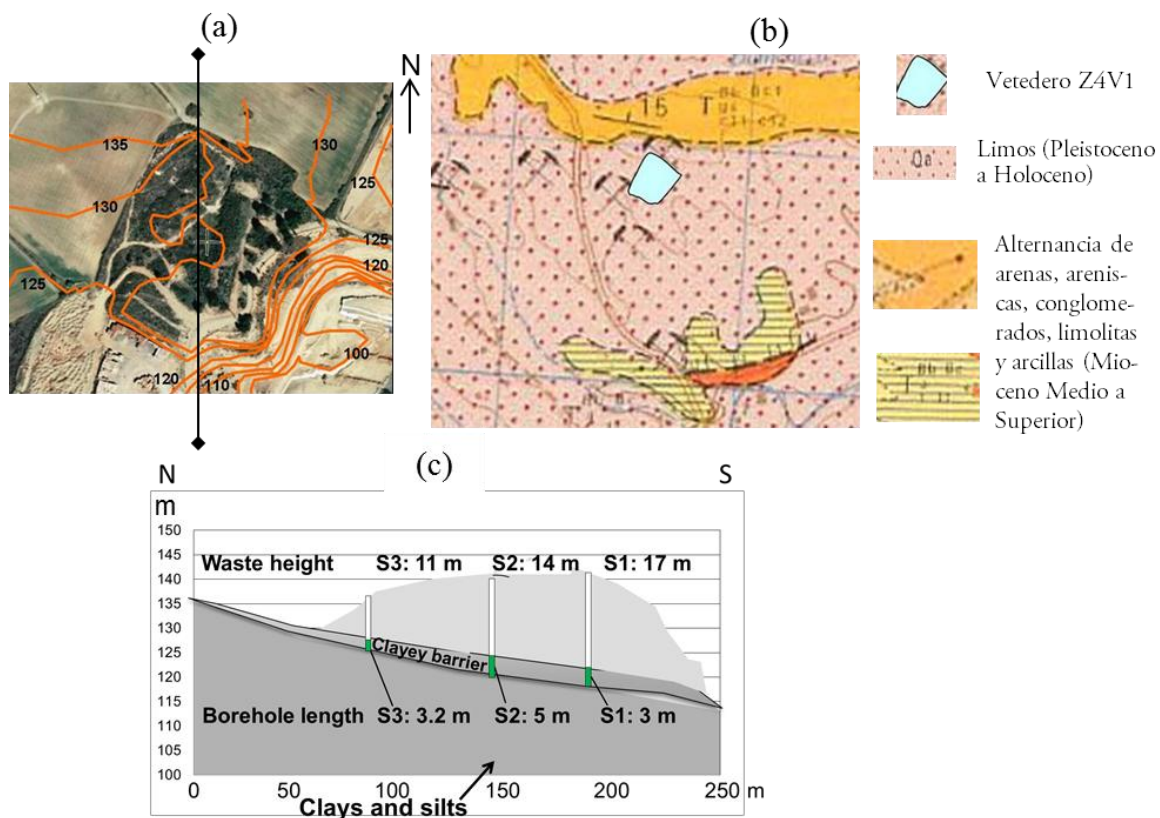 (a)
N
135
130
130
125
125
125
120
120
110
100
(b)
15 T
Vetedero Z4V1
Qa
Limos (Pleistoceno
a Holoceno)
Alternancia de
arenas, arenis-
cas, conglome-
rados, limolitas
y arcillas (Mio-
ceno Medio a
Superior)
(c)
N
S
m
150
145
140
135
130
125
120
115
110
105
100
Waste height
S3: 11 m
S2: 14 m
S1: 17 m
Clayey barrier
Borehole length
S3: 3.2 m
S2: 5 m
S1: 3 m
0
50
100
150
200
250 m
Clays and silts